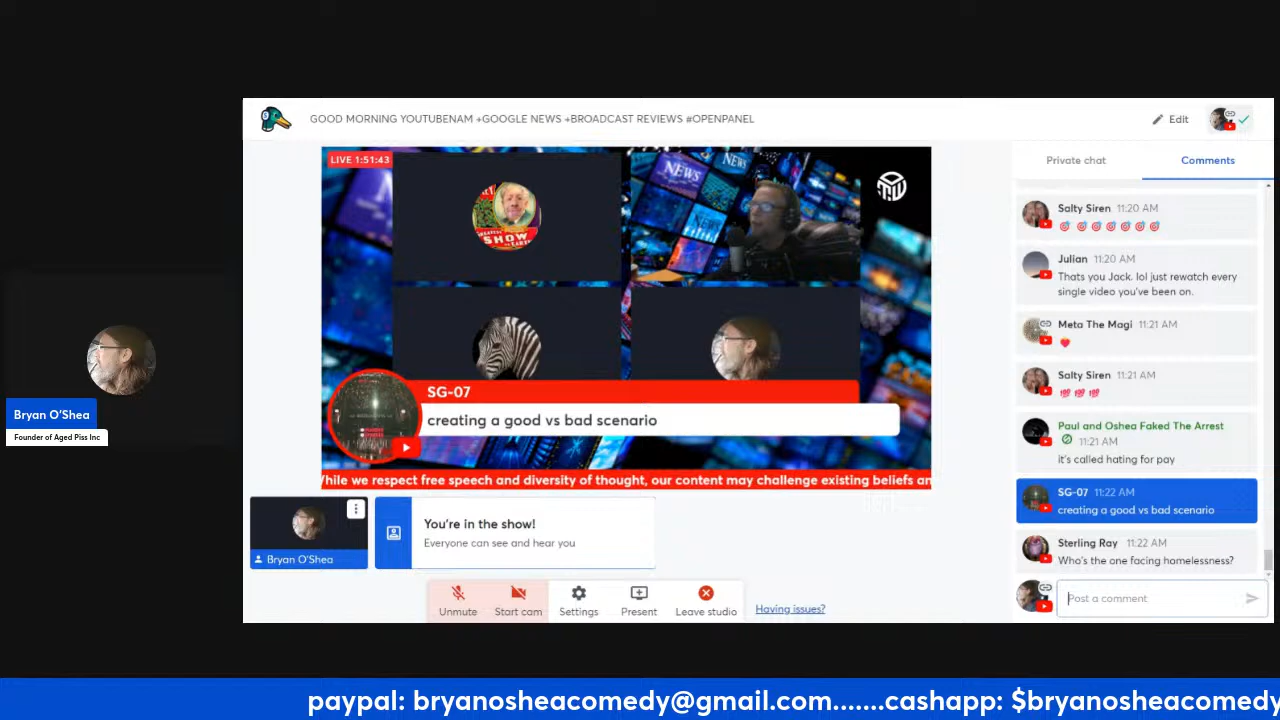 GOOD MORNING YOUTUBENAM +GOOGLE NEWS +BROADCAST REVIEWS #OPENPANEL
Edit
LIVE 1:51:43
NEWS
NEWS
SHOW
SG-07
creating a good vs bad scenario
While we respect free speech and diversity of thought, our content may challenge existing beliefs an
Bryan O'Shea
Founder of Aged Piss Inc
Bryan O'Shea
You're in the show!
Everyone can see and hear you
Unmute
Start cam
Settings
Present
Leave studio
Having issues?
Private chat
Comments
Salty Siren 11:20 AM
Julian 11:20 AM
Thats you Jack. lol just rewatch every
single video you've been on.
Meta The Magi 11:21 AM
Salty Siren 11:21 AM
💯 💯 💯
Paul and Oshea Faked The Arrest
11:21 AM
it's called hating for pay
SG-07 11:22 AM
creating a good vs bad scenario
Sterling Ray 11:22 AM
Who's the one facing homelessness?
Post a comment
paypal: bryanosheacomedy@gmail.com.......cashapp: $bryanosheacomedy